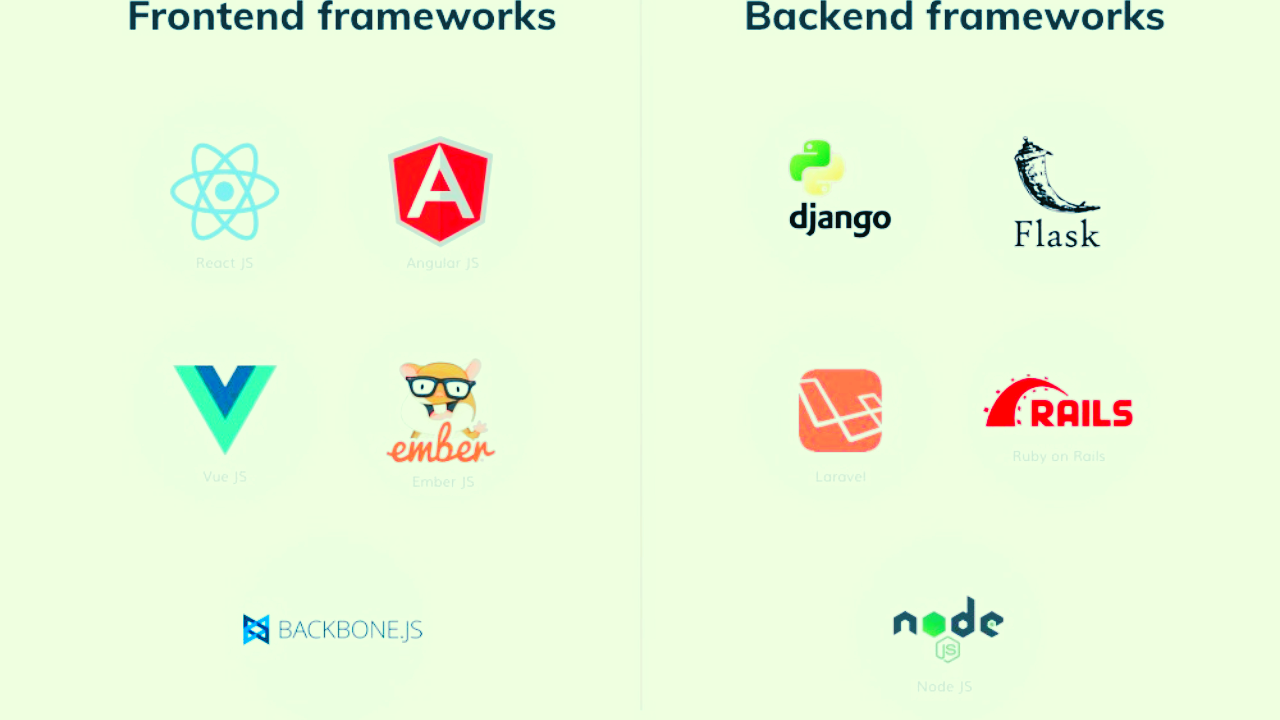 Frontend frameworks
Backend frameworks
React JS
Angular JS
django
Flask
Vue JS
ember
Ember JS
Laravel
RAILS
Ruby on Rails
BACKBONE.JS
node
JS
Node JS